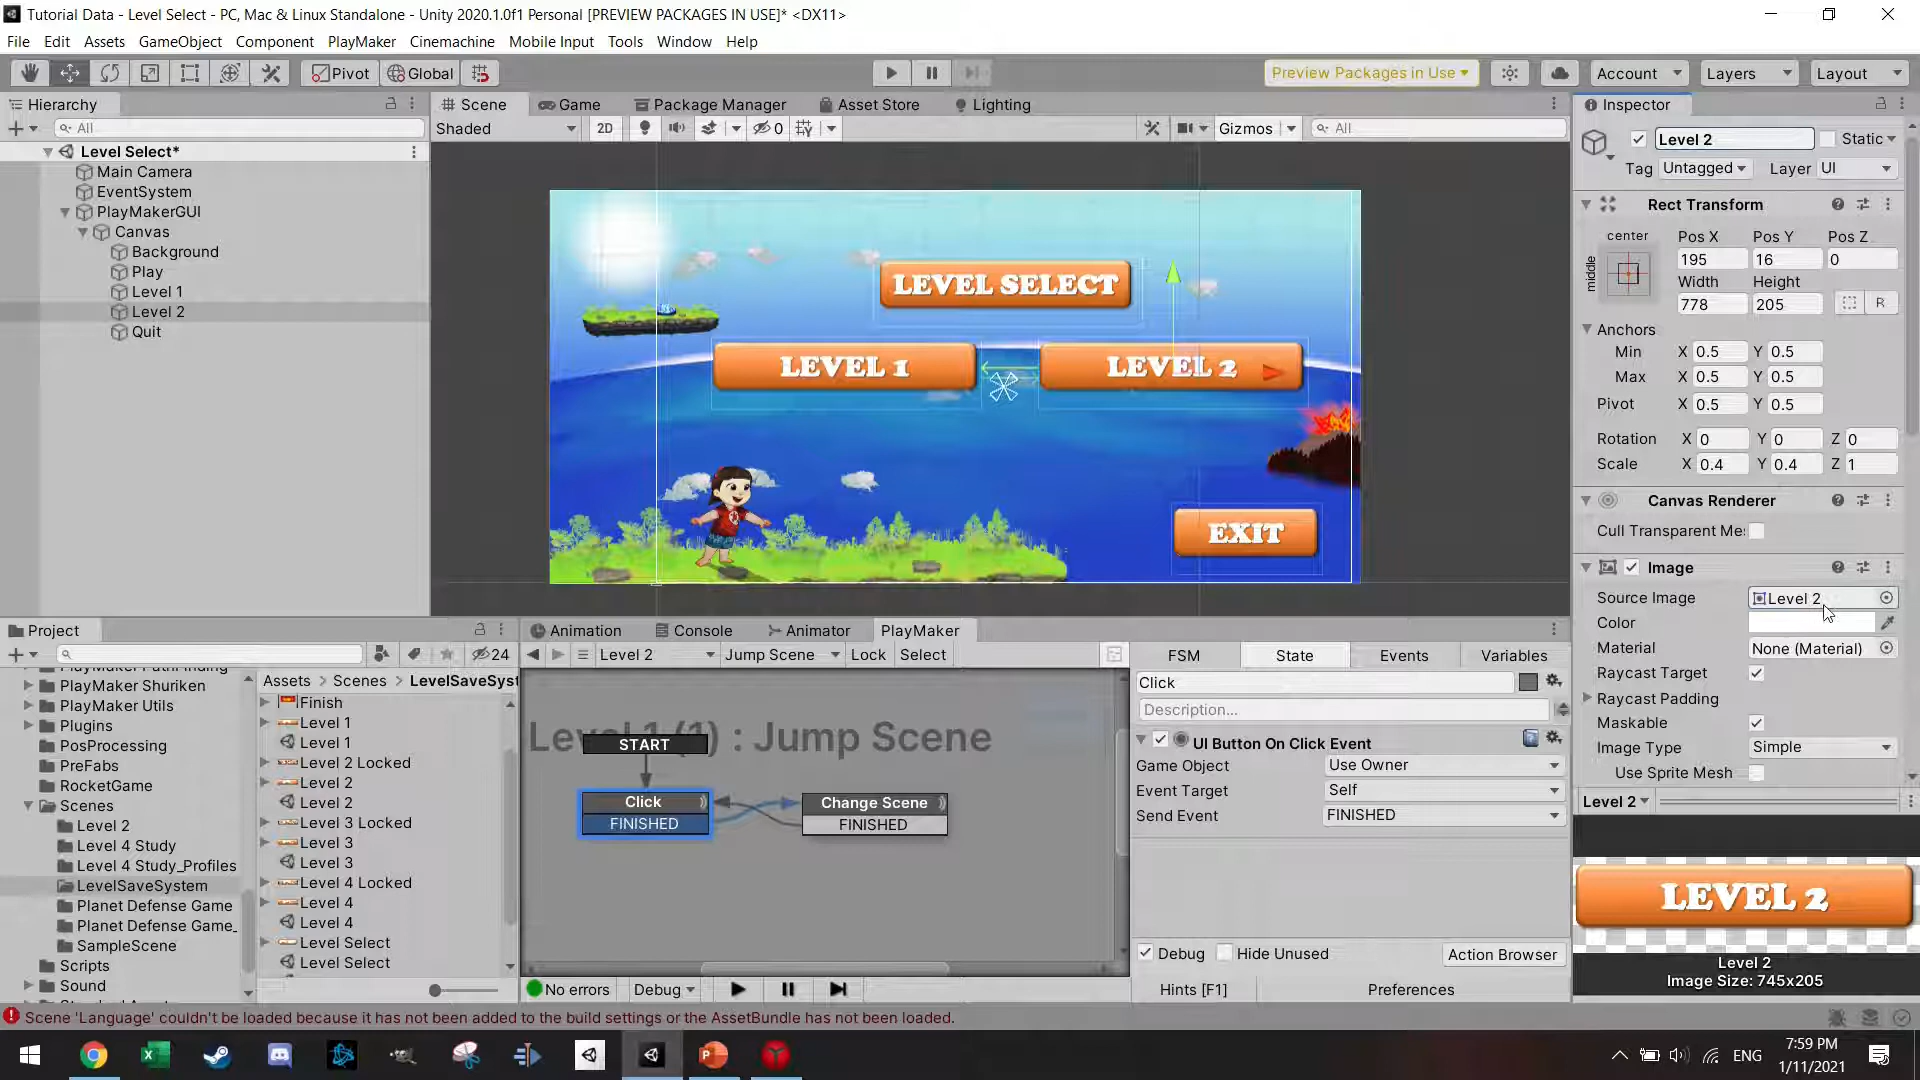 Tutorial Data - Level Select - PC, Mac & Linux Standalone - Unity 2020.1.0f1 Personal [PREVIEW PACKAGES IN USE]* <DX11>
File Edit Assets GameObject Component PlayMaker Cinemachine Mobile Input Tools Window Help
Pivot Global Preview Packages in Use Account Layers Layout
Hierarchy
All
Level Select*
Main Camera
EventSystem
PlayMakerGUI
Canvas
Background
Play
Level 1
Level 2
Quit
Scene Game Package Manager Asset Store Lighting
Shaded 2D 0 Gizmos All
LEVEL SELECT
LEVEL 1 LEVEL 2
EXIT
Inspector
Level 2 Static
Tag Untagged Layer UI
Rect Transform
center
middle
Pos X Pos Y Pos Z
195 16 0
Width Height
778 205 R
Anchors
Min X 0.5 Y 0.5
Max X 0.5 Y 0.5
Pivot X 0.5 Y 0.5
Rotation X 0 Y 0 Z 0
Scale X 0.4 Y 0.4 Z 1
Canvas Renderer
Cull Transparent Me
Image
Source Image Level 2
Color
Material None (Material)
Raycast Target
Raycast Padding
Maskable
Image Type Simple
Use Sprite Mesh
Level 2
LEVEL 2
Level 2
Image Size: 745x205
Project
24
PlayMaker Shuriken
PlayMaker Utils
Plugins
PosProcessing
PreFabs
RocketGame
Scenes
Level 2
Level 4 Study
Level 4 Study_Profiles
LevelSaveSystem
Planet Defense Game
Planet Defense Game_
SampleScene
Scripts
Sound
Assets > Scenes > LevelSaveSyst
Finish
Level 1
Level 1
Level 2 Locked
Level 2
Level 2
Level 3 Locked
Level 3
Level 3
Level 4 Locked
Level 4
Level 4
Level Select
Level Select
Animation Console Animator PlayMaker
Level 2 Jump Scene Lock Select
Level 1 (1) : Jump Scene
START
Click
FINISHED
Change Scene
FINISHED
FSM State Events Variables
Click
Description...
UI Button On Click Event
Game Object Use Owner
Event Target Self
Send Event FINISHED
Debug Hide Unused Action Browser
No errors Debug Hints [F1] Preferences
Scene 'Language' couldn't be loaded because it has not been added to the build settings or the AssetBundle has not been loaded.
ENG
7:59 PM
1/11/2021